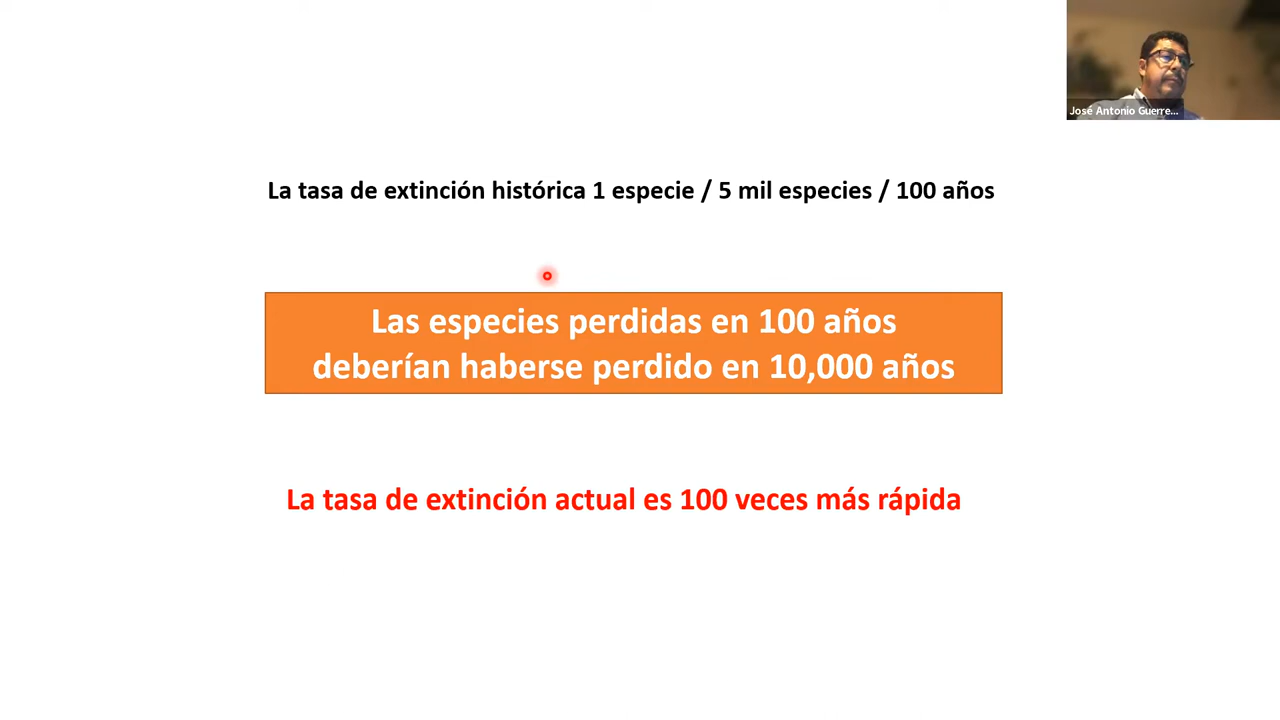 José Antonio Guerre...
La tasa de extinción histórica 1 especie / 5 mil especies / 100 años
Las especies perdidas en 100 años
deberían haberse perdido en 10,000 años
La tasa de extinción actual es 100 veces más rápida